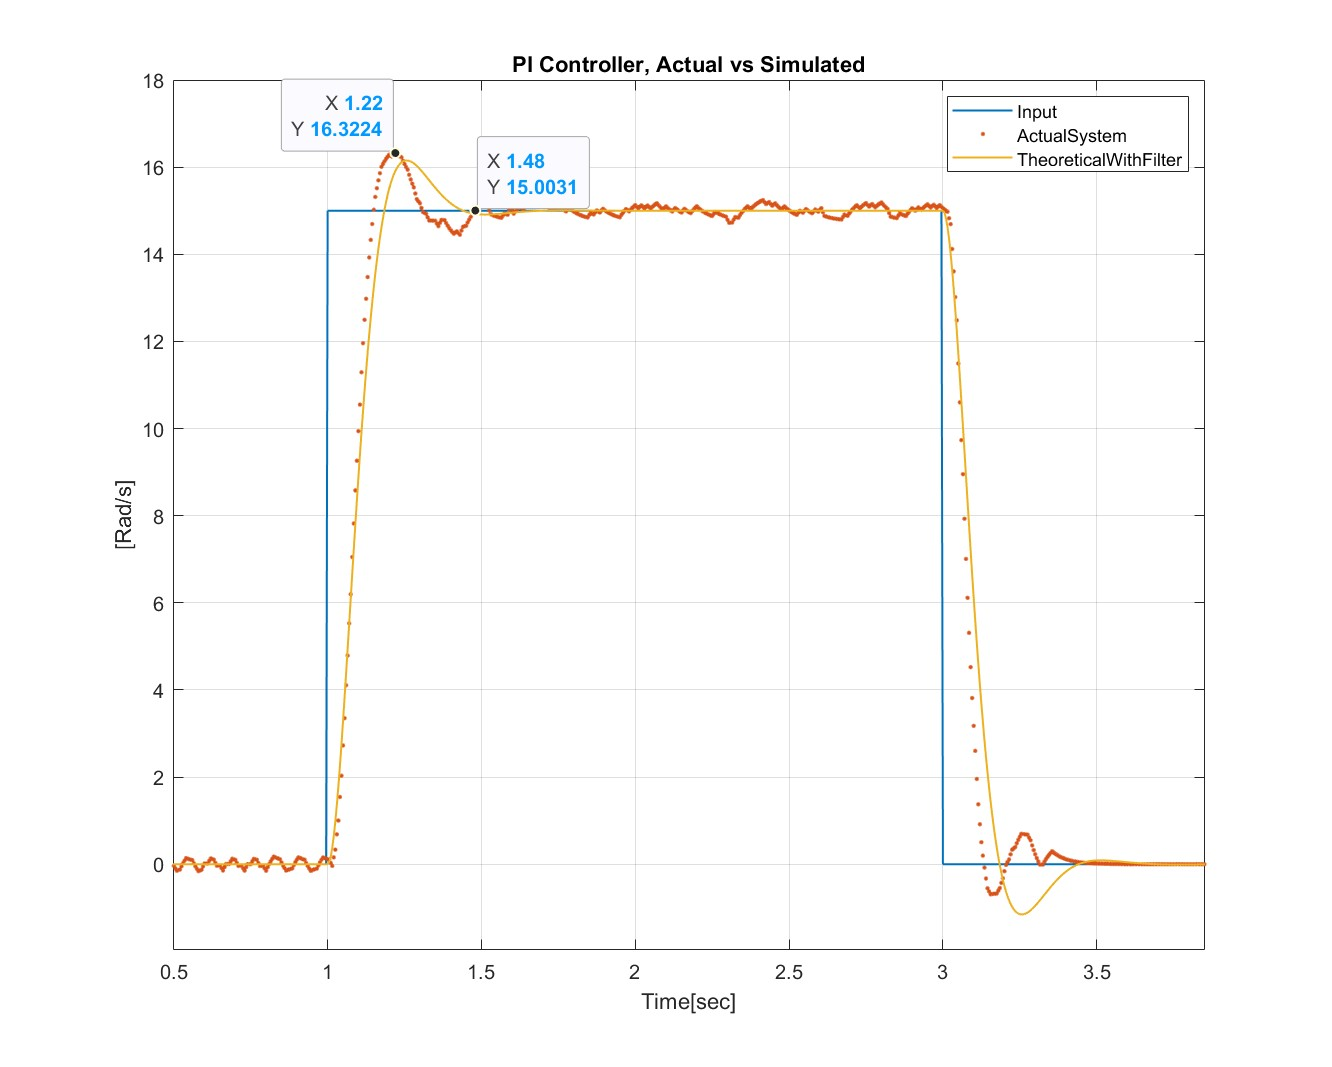 PI Controller, Actual vs Simulated
18
X 1.22
Y 16.3224
X 1.48
Y 15.0031
Input
ActualSystem
TheoreticalWithFilter
16
14
12
10
8
6
4
2
0
[Rad/s]
0.5 1 1.5 2 2.5 3 3.5
Time[sec]